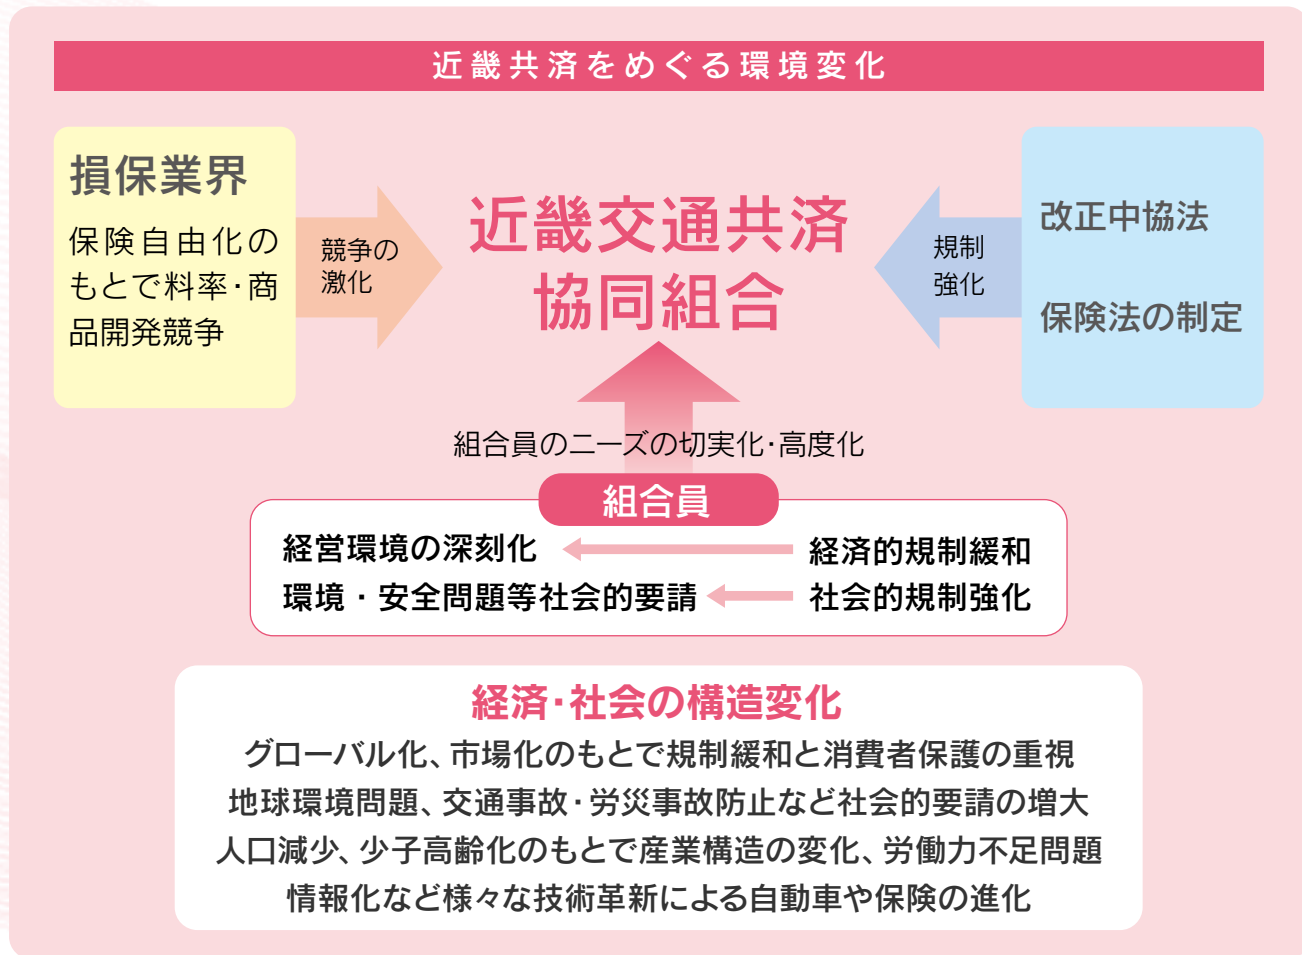 近畿共済をめぐる環境変化
損保業界
保険自由化の
もとで料率・商
品開発競争
競争の
激化
近畿交通共済
協同組合
規制
強化
改正中協法
保険法の制定
組合員のニーズの切実化・高度化
組合員
経営環境の深刻化 経済的規制緩和
環境・安全問題等社会的要請 社会的規制強化
経済・社会の構造変化
グローバル化、市場化のもとで規制緩和と消費者保護の重視
地球環境問題、交通事故・労災事故防止など社会的要請の増大
人口減少、少子高齢化のもとで産業構造の変化、労働力不足問題
情報化など様々な技術革新による自動車や保険の進化